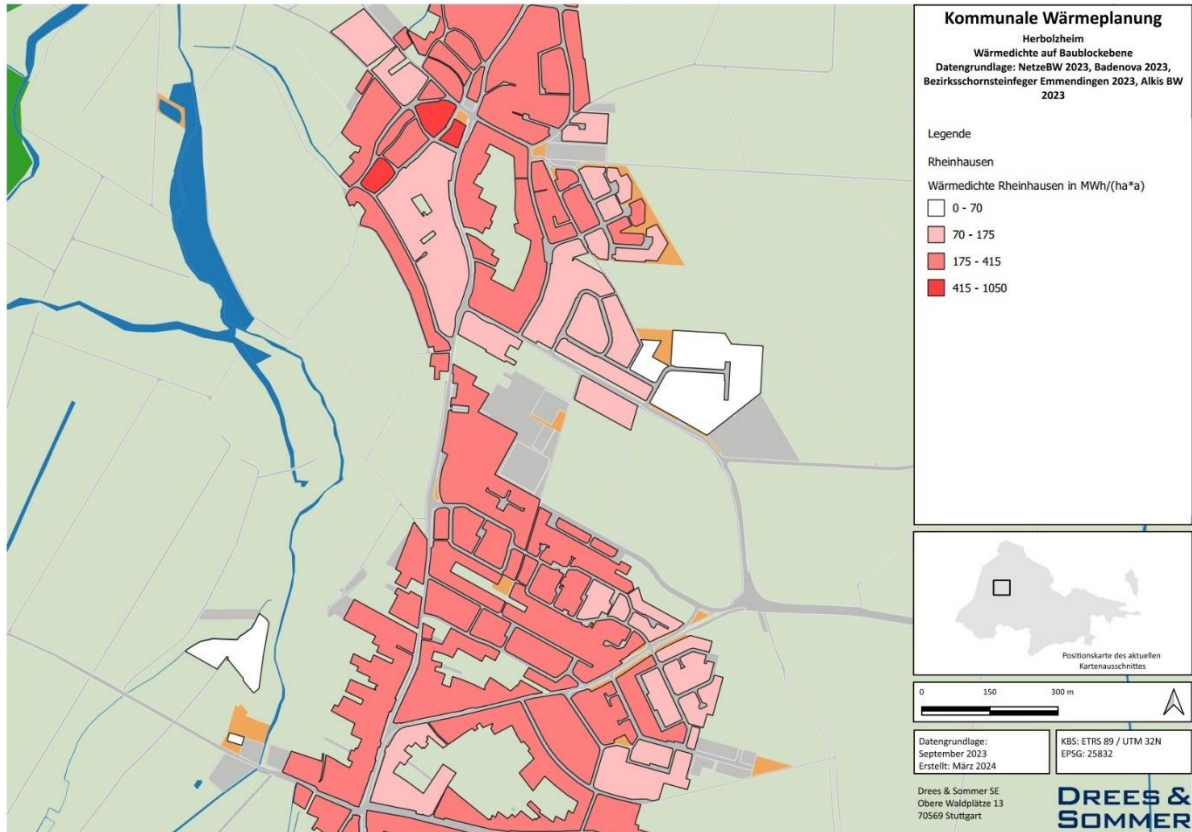 Kommunale Wärmeplanung
Herbolzheim
Wärmedichte auf Baublockebene
Datengrundlage: NetzeBW 2023, Badenova 2023,
Bezirksschornsteinfeger Emmendingen 2023, Alkis BW
2023
Legende
Rheinhausen
Wärmedichte Rheinhausen in MWh/(ha*a)
0 - 70
70 - 175
175 - 415
415 - 1050
Positionskarte des aktuellen
Kartenausschnittes
0 150 300 m
Datengrundlage:
September 2023
Erstellt: März 2024
KBS: ETRS 89 / UTM 32N
EPSG: 25832
Drees & Sommer SE
Obere Waldplätze 13
70569 Stuttgart
DREES &
SOMMER